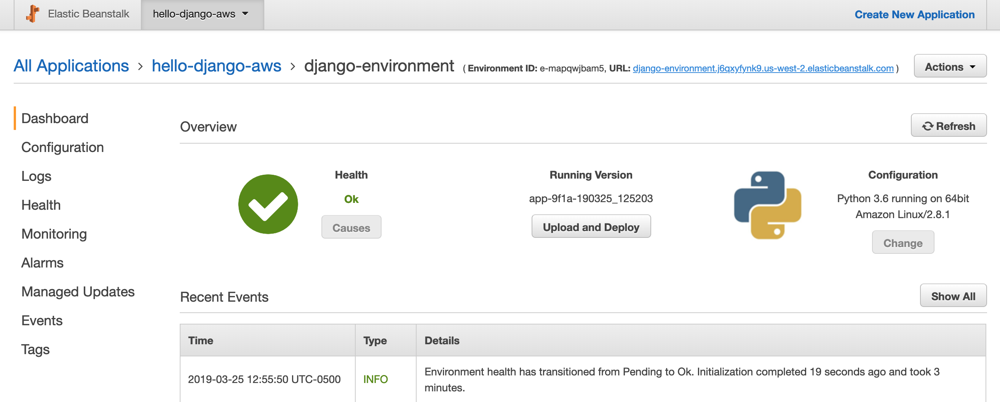 Elastic Beanstalk hello-django-aws Create New Application
All Applications > hello-django-aws > django-environment ( Environment ID: e-mapqwjbam5, URL: django-environment.j6qxyfynk9.us-west-2.elasticbeanstalk.com ) Actions
Dashboard
Configuration
Logs
Health
Monitoring
Alarms
Managed Updates
Events
Tags
Overview Refresh
Health
Ok
Causes
Running Version
app-9f1a-190325_125203
Upload and Deploy
Configuration
Python 3.6 running on 64bit
Amazon Linux/2.8.1
Change
Recent Events Show All
Time Type Details
2019-03-25 12:55:50 UTC-0500 INFO Environment health has transitioned from Pending to Ok. Initialization completed 19 seconds ago and took 3
minutes.